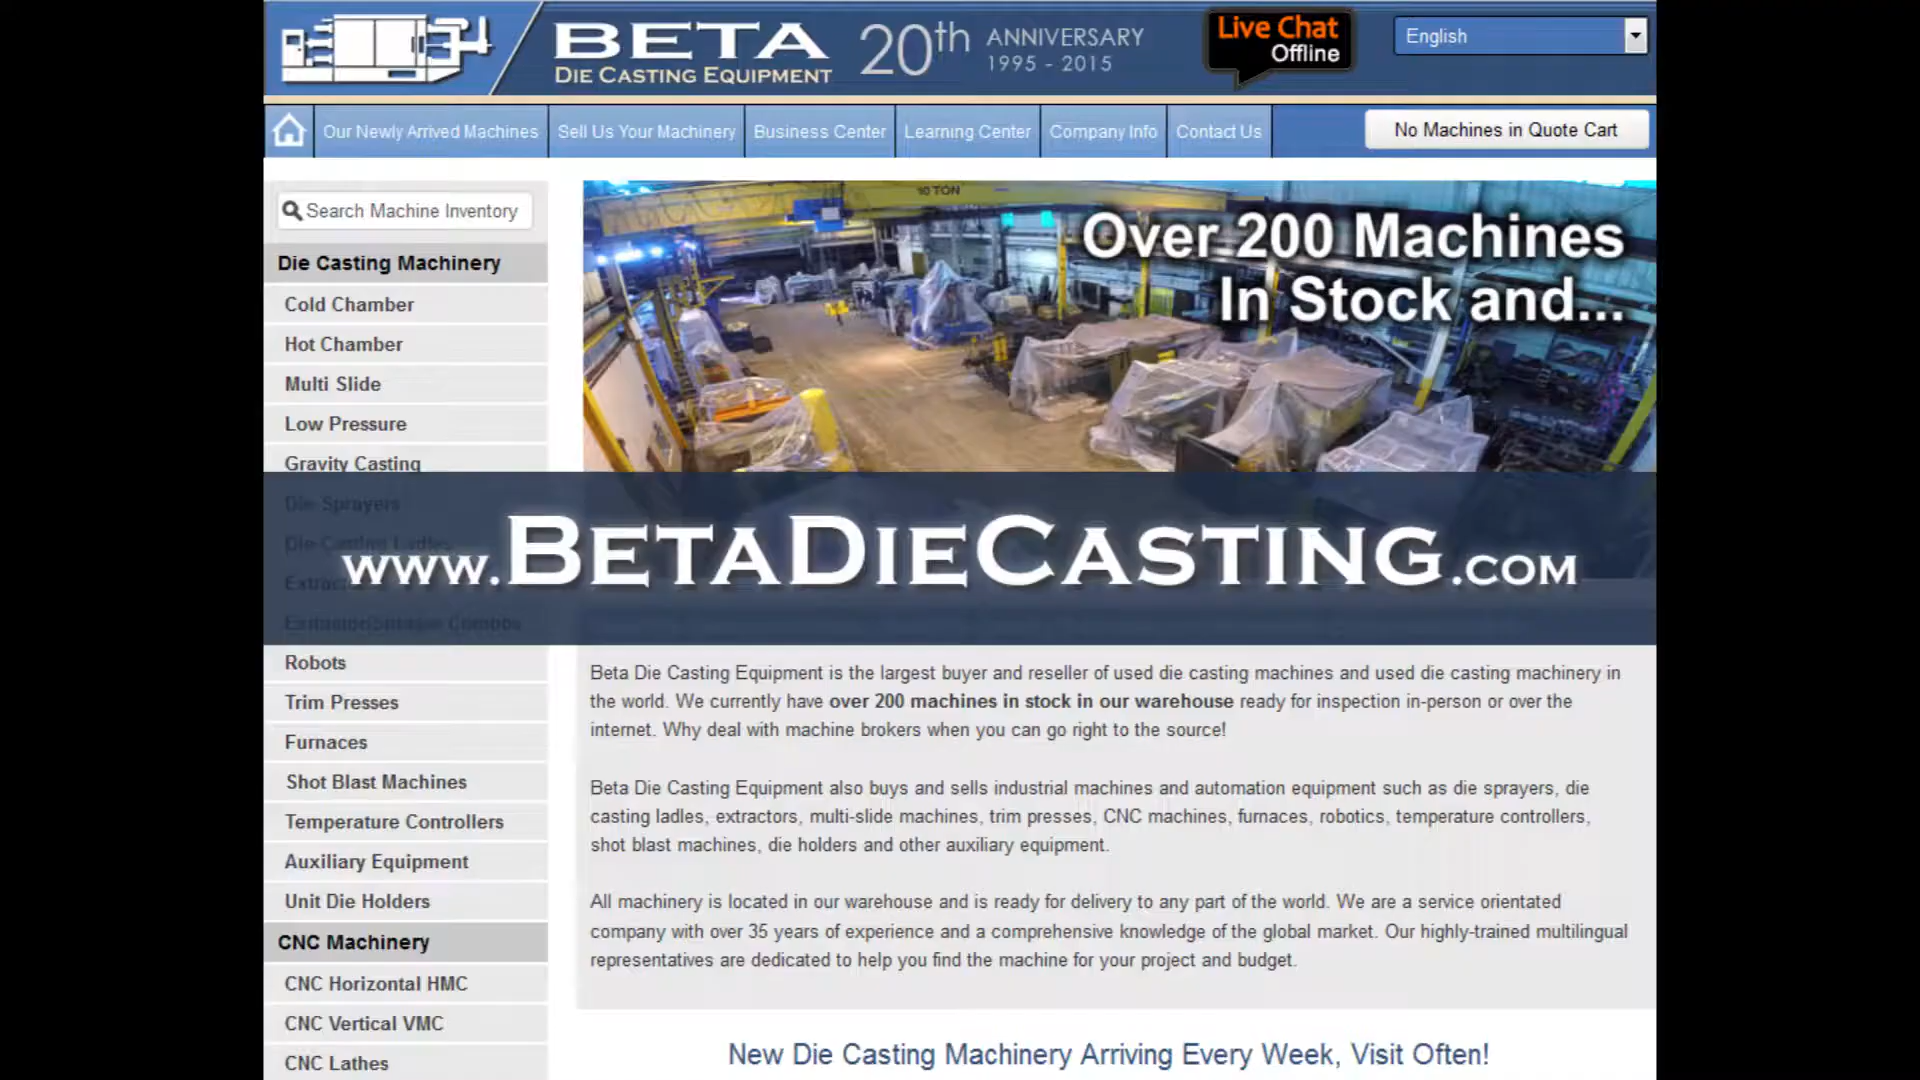 BETA
DIE CASTING EQUIPMENT
20th
ANNIVERSARY
1995 - 2015
Live Chat
Offline
English
Our Newly Arrived Machines
Sell Us Your Machinery
Business Center
Learning Center
Company Info
Contact Us
No Machines in Quote Cart
Search Machine Inventory
Die Casting Machinery
Cold Chamber
Hot Chamber
Multi Slide
Low Pressure
Gravity Casting
Die Sprayers
Die Casting Ladles
Robots
Trim Presses
Furnaces
Shot Blast Machines
Temperature Controllers
Auxiliary Equipment
Unit Die Holders
CNC Machinery
CNC Horizontal HMC
CNC Vertical VMC
CNC Lathes
10 TON
Over 200 Machines
In Stock and...
www.BetaDieCasting.com
Beta Die Casting Equipment is the largest buyer and reseller of used die casting machines and used die casting machinery in
the world. We currently have over 200 machines in stock in our warehouse ready for inspection in-person or over the
internet. Why deal with machine brokers when you can go right to the source!
Beta Die Casting Equipment also buys and sells industrial machines and automation equipment such as die sprayers, die
casting ladles, extractors, multi-slide machines, trim presses, CNC machines, furnaces, robotics, temperature controllers,
shot blast machines, die holders and other auxiliary equipment.
All machinery is located in our warehouse and is ready for delivery to any part of the world. We are a service orientated
company with over 35 years of experience and a comprehensive knowledge of the global market. Our highly-trained multilingual
representatives are dedicated to help you find the machine for your project and budget.
New Die Casting Machinery Arriving Every Week, Visit Often!